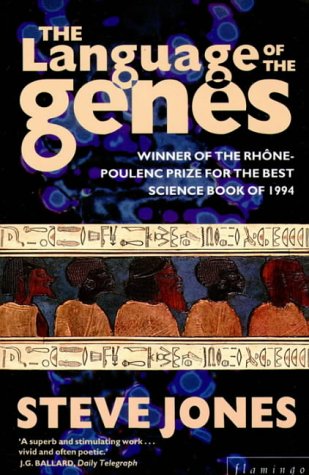 THE
Language OF THE
genes
WINNER OF THE RHÔNE-
POULENC PRIZE FOR THE BEST
SCIENCE BOOK OF 1994
STEVE JONES
'A superb and stimulating work . . .
vivid and often poetic.'
J.G. BALLARD, Daily Telegraph
flamingo